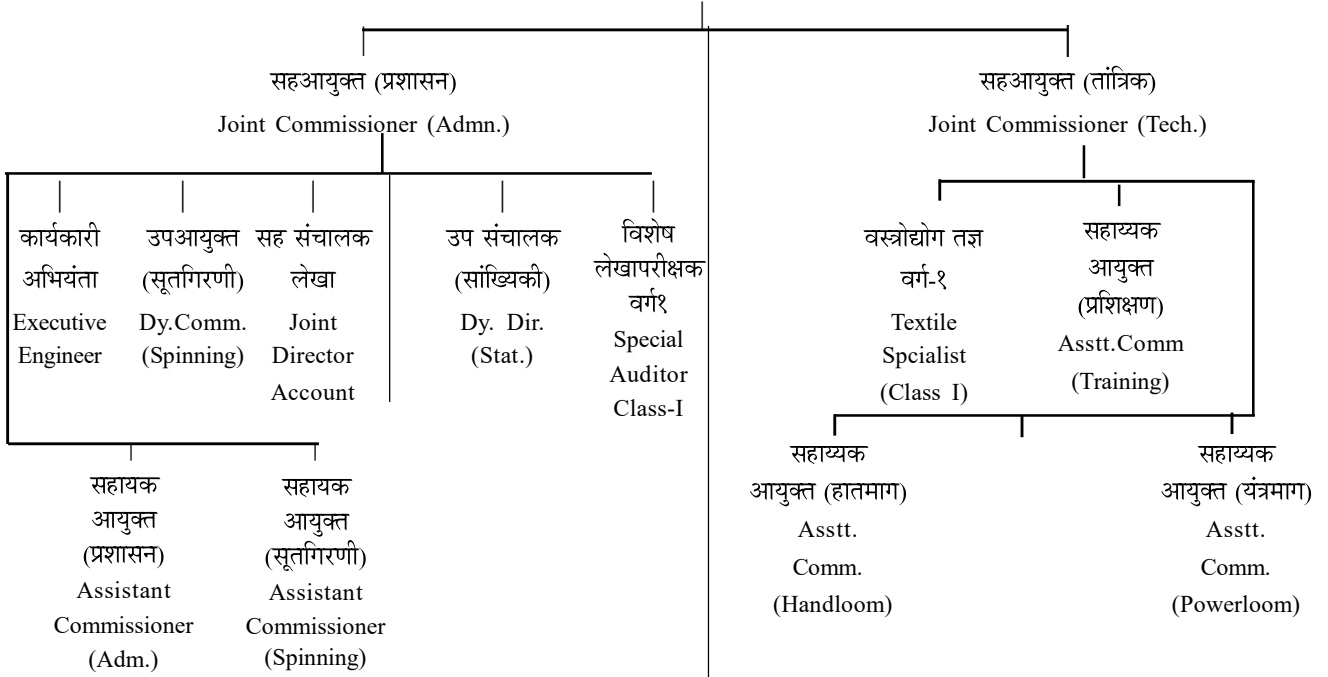 सहआयुक्त (प्रशासन)
Joint Commissioner (Admn.)
सहआयुक्त (तांत्रिक)
Joint Commissioner (Tech.)
कार्यकारी
अभियंता
Executive
Engineer
उपआयुक्त
(सूतगिरणी)
Dy.Comm.
(Spinning)
सह संचालक
लेखा
Joint
Director
Account
उप संचालक
(सांख्यिकी)
Dy. Dir.
(Stat.)
विशेष
लेखापरीक्षक
वर्ग१
Special
Auditor
Class-I
वस्त्रोद्योग तज्ञ
वर्ग-१
Textile
Spcialist
(Class I)
सहाय्यक
आयुक्त
(प्रशिक्षण)
Asstt.Comm
(Training)
सहायक
आयुक्त
(प्रशासन)
Assistant
Commissioner
(Adm.)
सहायक
आयुक्त
(सूतगिरणी)
Assistant
Commissioner
(Spinning)
सहाय्यक
आयुक्त (हातमाग)
Asstt.
Comm.
(Handloom)
सहाय्यक
आयुक्त (यंत्रमाग)
Asstt.
Comm.
(Powerloom)